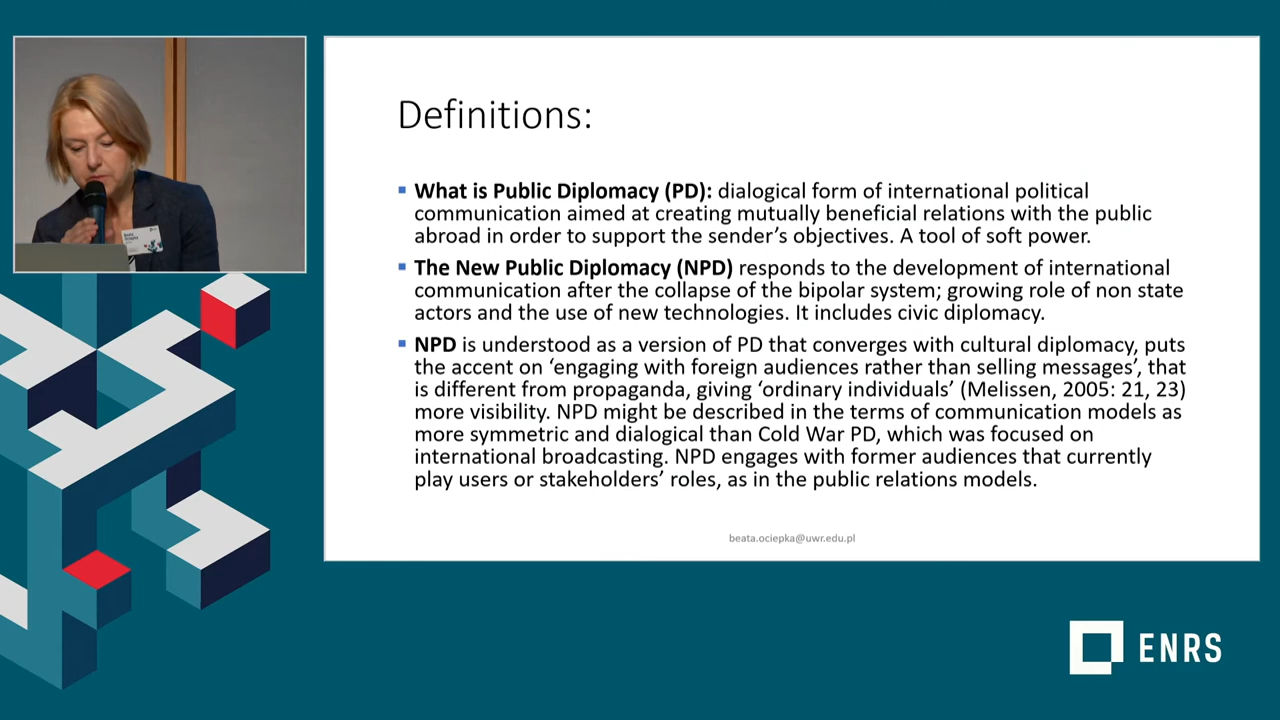 Definitions:
▪ What is Public Diplomacy (PD): dialogical form of international political
communication aimed at creating mutually beneficial relations with the public
abroad in order to support the sender's objectives. A tool of soft power.
▪ The New Public Diplomacy (NPD) responds to the development of international
communication after the collapse of the bipolar system; growing role of non state
actors and the use of new technologies. It includes civic diplomacy.
▪ NPD is understood as a version of PD that converges with cultural diplomacy, puts
the accent on ‘engaging with foreign audiences rather than selling messages’, that
is different from propaganda, giving ‘ordinary individuals’ (Melissen, 2005: 21, 23)
more visibility. NPD might be described in the terms of communication models as
more symmetric and dialogical than Cold War PD, which was focused on
international broadcasting. NPD engages with former audiences that currently
play users or stakeholders’ roles, as in the public relations models.
beata.ociepka@uwr.edu.pl
ENRS